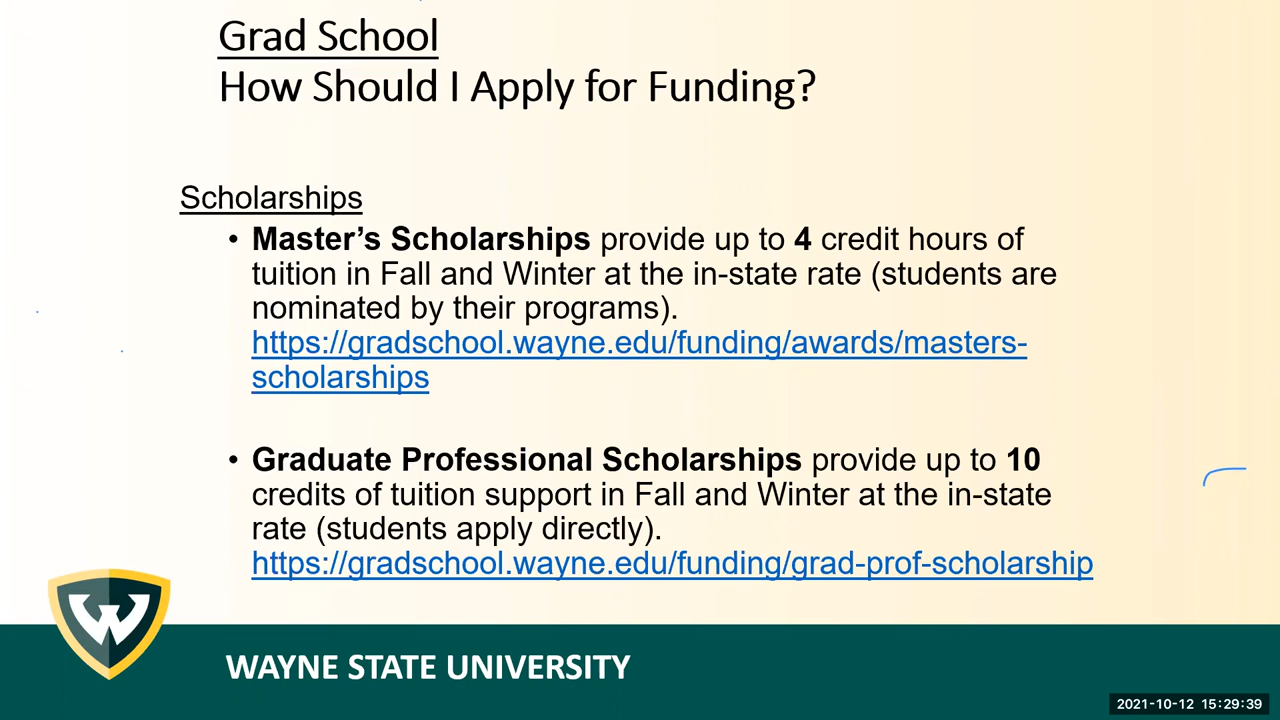 Grad School
How Should I Apply for Funding?
Scholarships
• Master’s Scholarships provide up to 4 credit hours of
tuition in Fall and Winter at the in-state rate (students are
nominated by their programs).
https://gradschool.wayne.edu/funding/awards/masters-
scholarships
• Graduate Professional Scholarships provide up to 10
credits of tuition support in Fall and Winter at the in-state
rate (students apply directly).
https://gradschool.wayne.edu/funding/grad-prof-scholarship
W
WAYNE STATE UNIVERSITY
2021-10-12 15:29:39